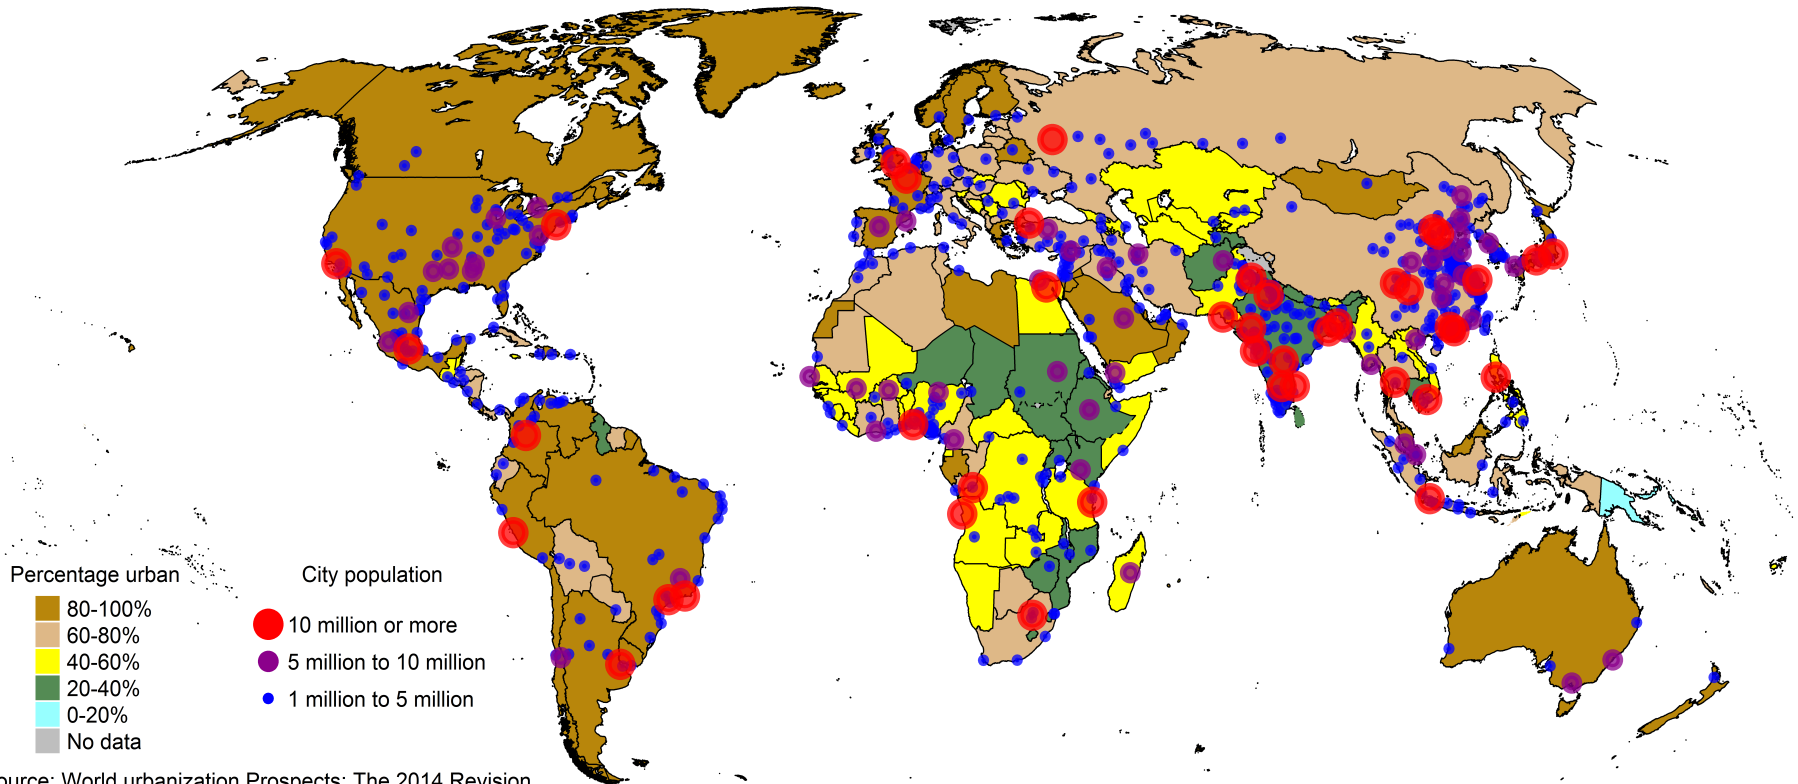 Percentage urban
80-100%
60-80%
40-60%
20-40%
0-20%
No data
City population
10 million or more
5 million to 10 million
1 million to 5 million
ource: World urbanization Prospects: The 2014 Revision